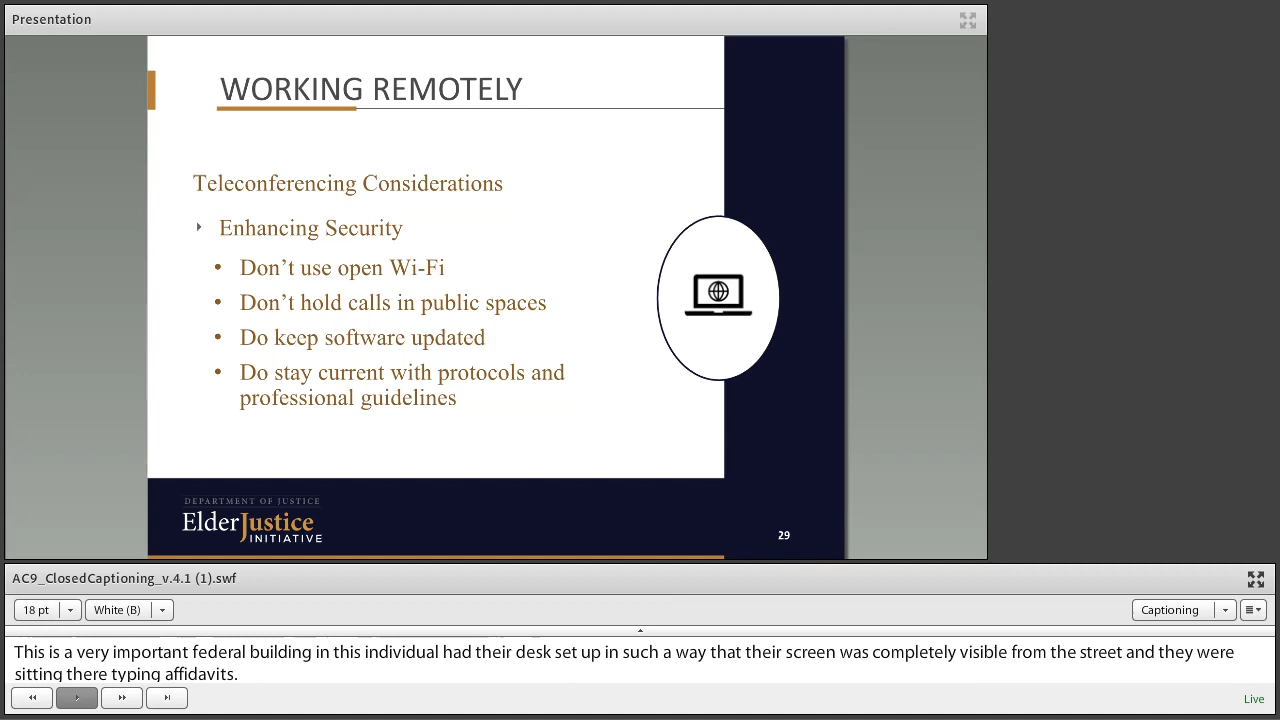 Presentation
WORKING REMOTELY
Teleconferencing Considerations
Enhancing Security
• Don’t use open Wi-Fi
• Don’t hold calls in public spaces
• Do keep software updated
• Do stay current with protocols and
professional guidelines
DEPARTMENT OF JUSTICE
ElderJustice
INITIATIVE
29
AC9_ClosedCaptioning_v.4.1 (1).swf
18 pt
White (B)
Captioning
This is a very important federal building in this individual had their desk set up in such a way that their screen was completely visible from the street and they were
sitting there typing affidavits.
Live